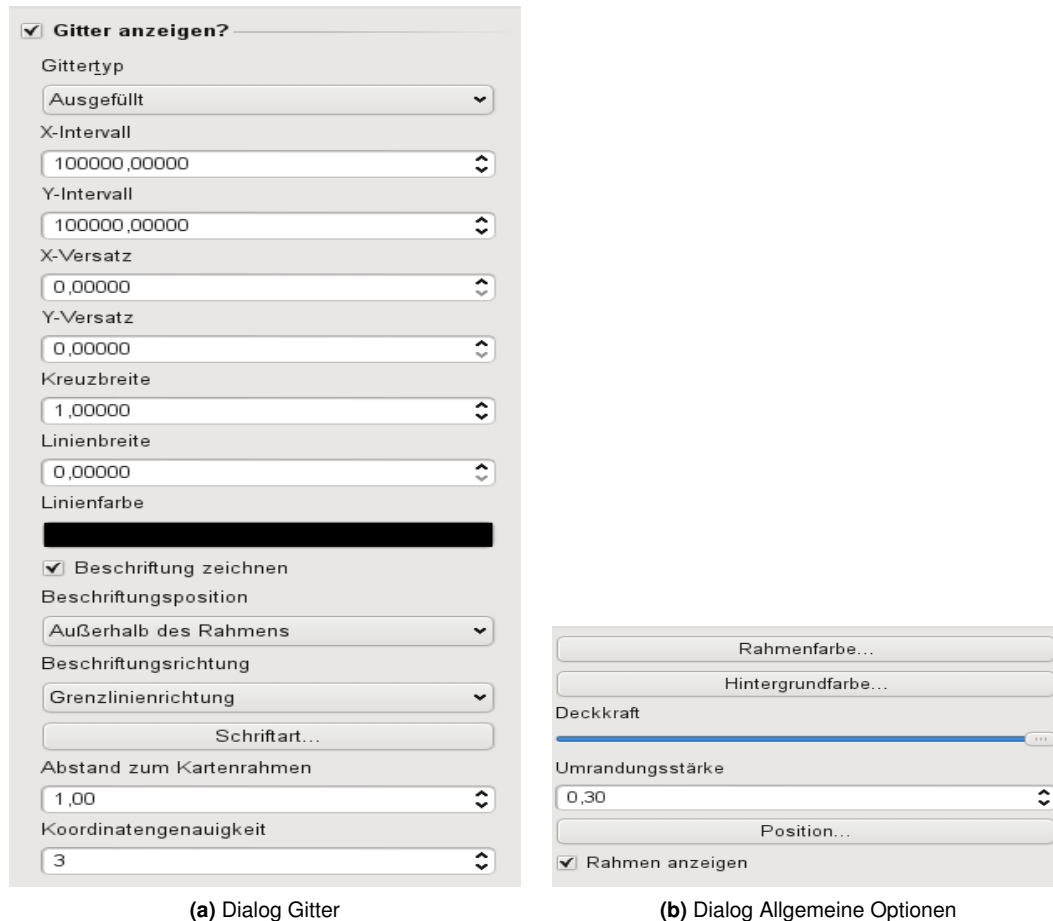 Gitter anzeigen?
Gittertyp
Ausgefüllt
X-Intervall
100000,00000
Y-Intervall
100000,00000
X-Versatz
0,00000
Y-Versatz
0,00000
Kreuzbreite
1,00000
Linienbreite
0,00000
Linienfarbe
Beschriftung zeichnen
Beschriftungsposition
Außerhalb des Rahmens
Beschriftungsrichtung
Grenzlinienrichtung
Schriftart...
Abstand zum Kartenrahmen
1,00
Koordinatengenauigkeit
3
(a) Dialog Gitter
Rahmenfarbe...
Hintergrundfarbe...
Deckkraft
Umrandungsstärke
0,30
Position...
Rahmen anzeigen
(b) Dialog Allgemeine Optionen